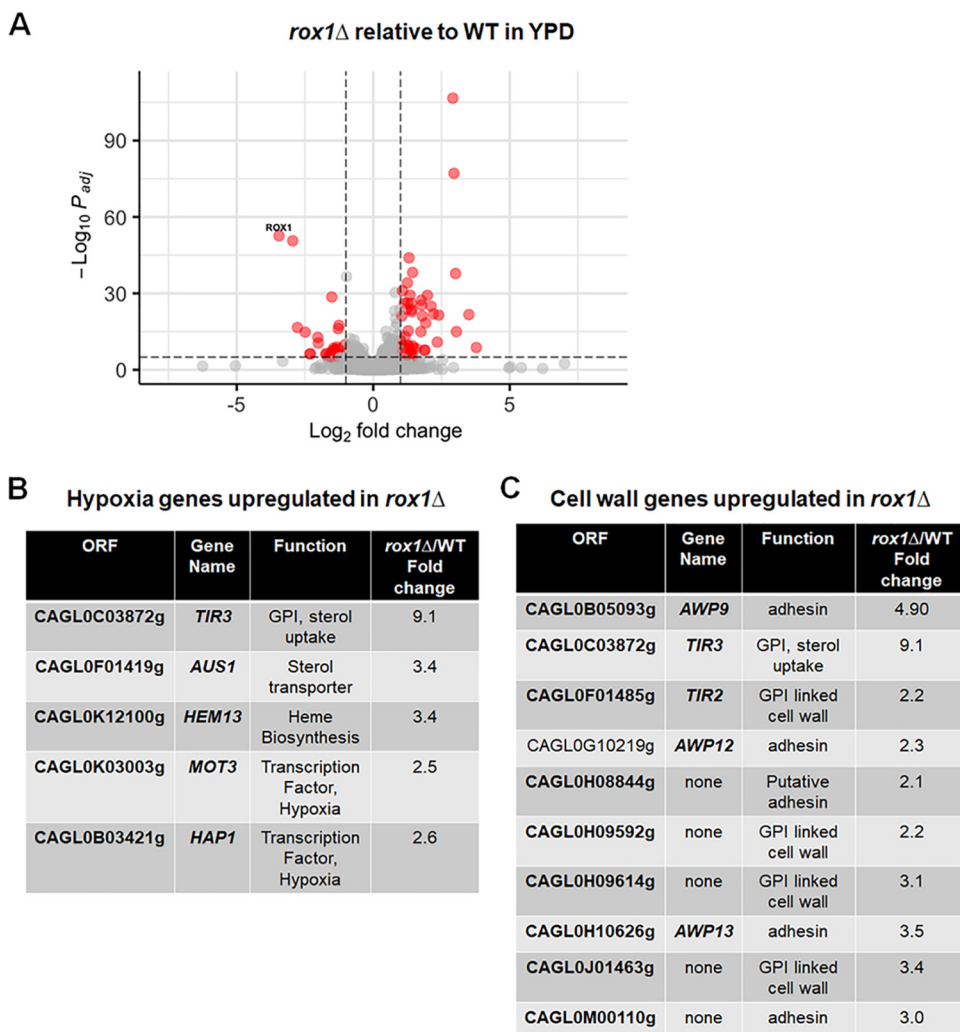 A
rox1Δ relative to WT in YPD
90
60
30
0
−Log10 P adj
ROX1
-5
0
5
Log2 fold change
B
Hypoxia genes upregulated in rox1Δ
ORF
Gene
Name
Function
rox1Δ/WT
Fold
change
CAGL0C03872g
TIR3
GPI, sterol
uptake
9.1
CAGL0F01419g
AUS1
Sterol
transporter
3.4
CAGL0K12100g
HEM13
Heme
Biosynthesis
3.4
CAGL0K03003g
MOT3
Transcription
Factor,
Hypoxia
2.5
CAGL0B03421g
HAP1
Transcription
Factor,
Hypoxia
2.6
C
Cell wall genes upregulated in rox1Δ
ORF
Gene
Name
Function
rox1Δ/WT
Fold
change
CAGL0B05093g
AWP9
adhesin
4.90
CAGL0C03872g
TIR3
GPI, sterol
uptake
9.1
CAGL0F01485g
TIR2
GPI linked
cell wall
2.2
CAGL0G10219g
AWP12
adhesin
2.3
CAGL0H08844g
none
Putative
adhesin
2.1
CAGL0H09592g
none
GPI linked
cell wall
2.2
CAGL0H09614g
none
GPI linked
cell wall
3.1
CAGL0H10626g
AWP13
adhesin
3.5
CAGL0J01463g
none
GPI linked
cell wall
3.4
CAGL0M00110g
none
adhesin
3.0